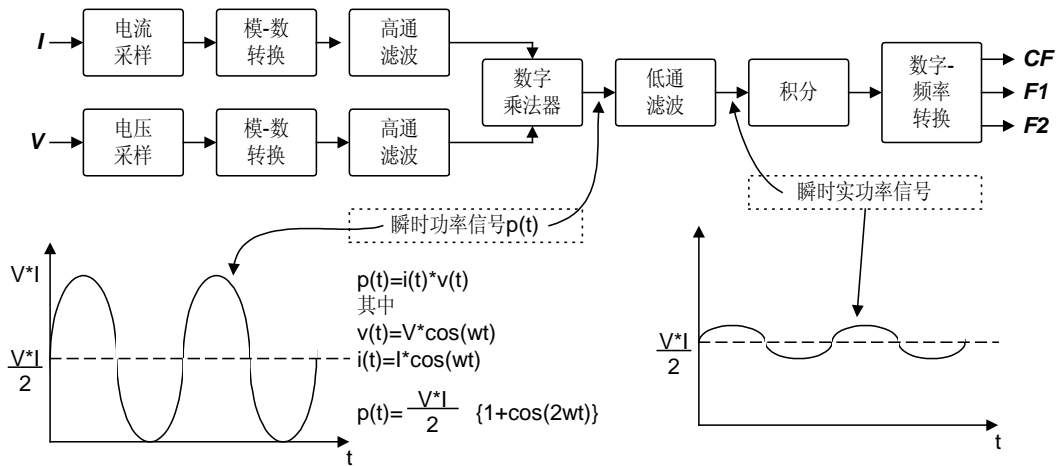 I
电流
采样
模-数
转换
高通
滤波
数字
乘法器
低通
滤波
积分
数字-
频率
转换
CF
F1
F2
V
电压
采样
模-数
转换
高通
滤波
瞬时功率信号p(t)
瞬时实功率信号
V*I
V*I
2
t
p(t)=i(t)*v(t)
其中
v(t)=V*cos(wt)
i(t)=I*cos(wt)
p(t)= V*I/2 {1+cos(2wt)}
V*I
2
t